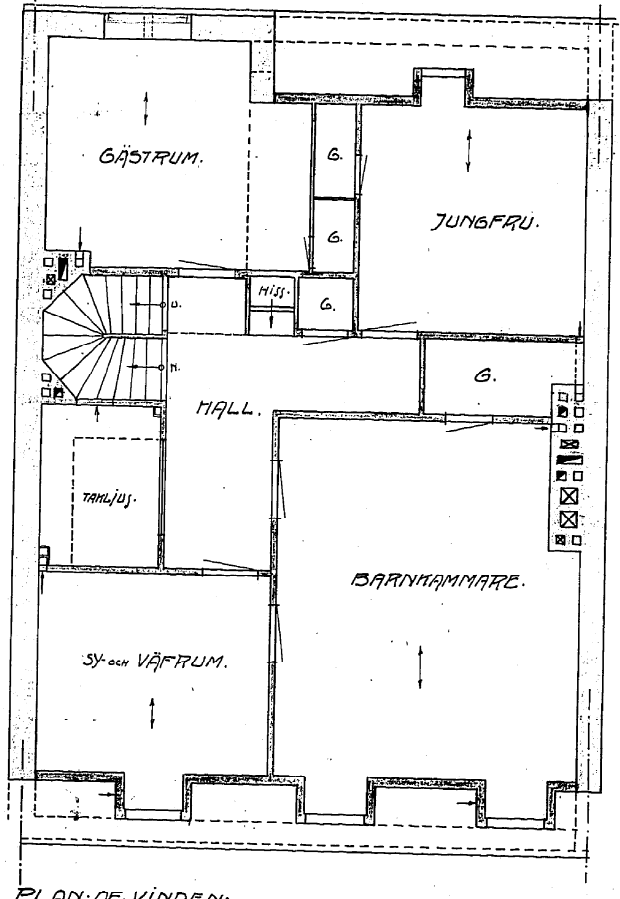 GÄSTRUM.
G.
JUNGFRU.
G.
HISS.
G.
U.
N.
G.
HALL.
TAKLJUS.
BARNKAMMARE.
SY- och VÄFRUM.
PLAN: AF: VINDEN: